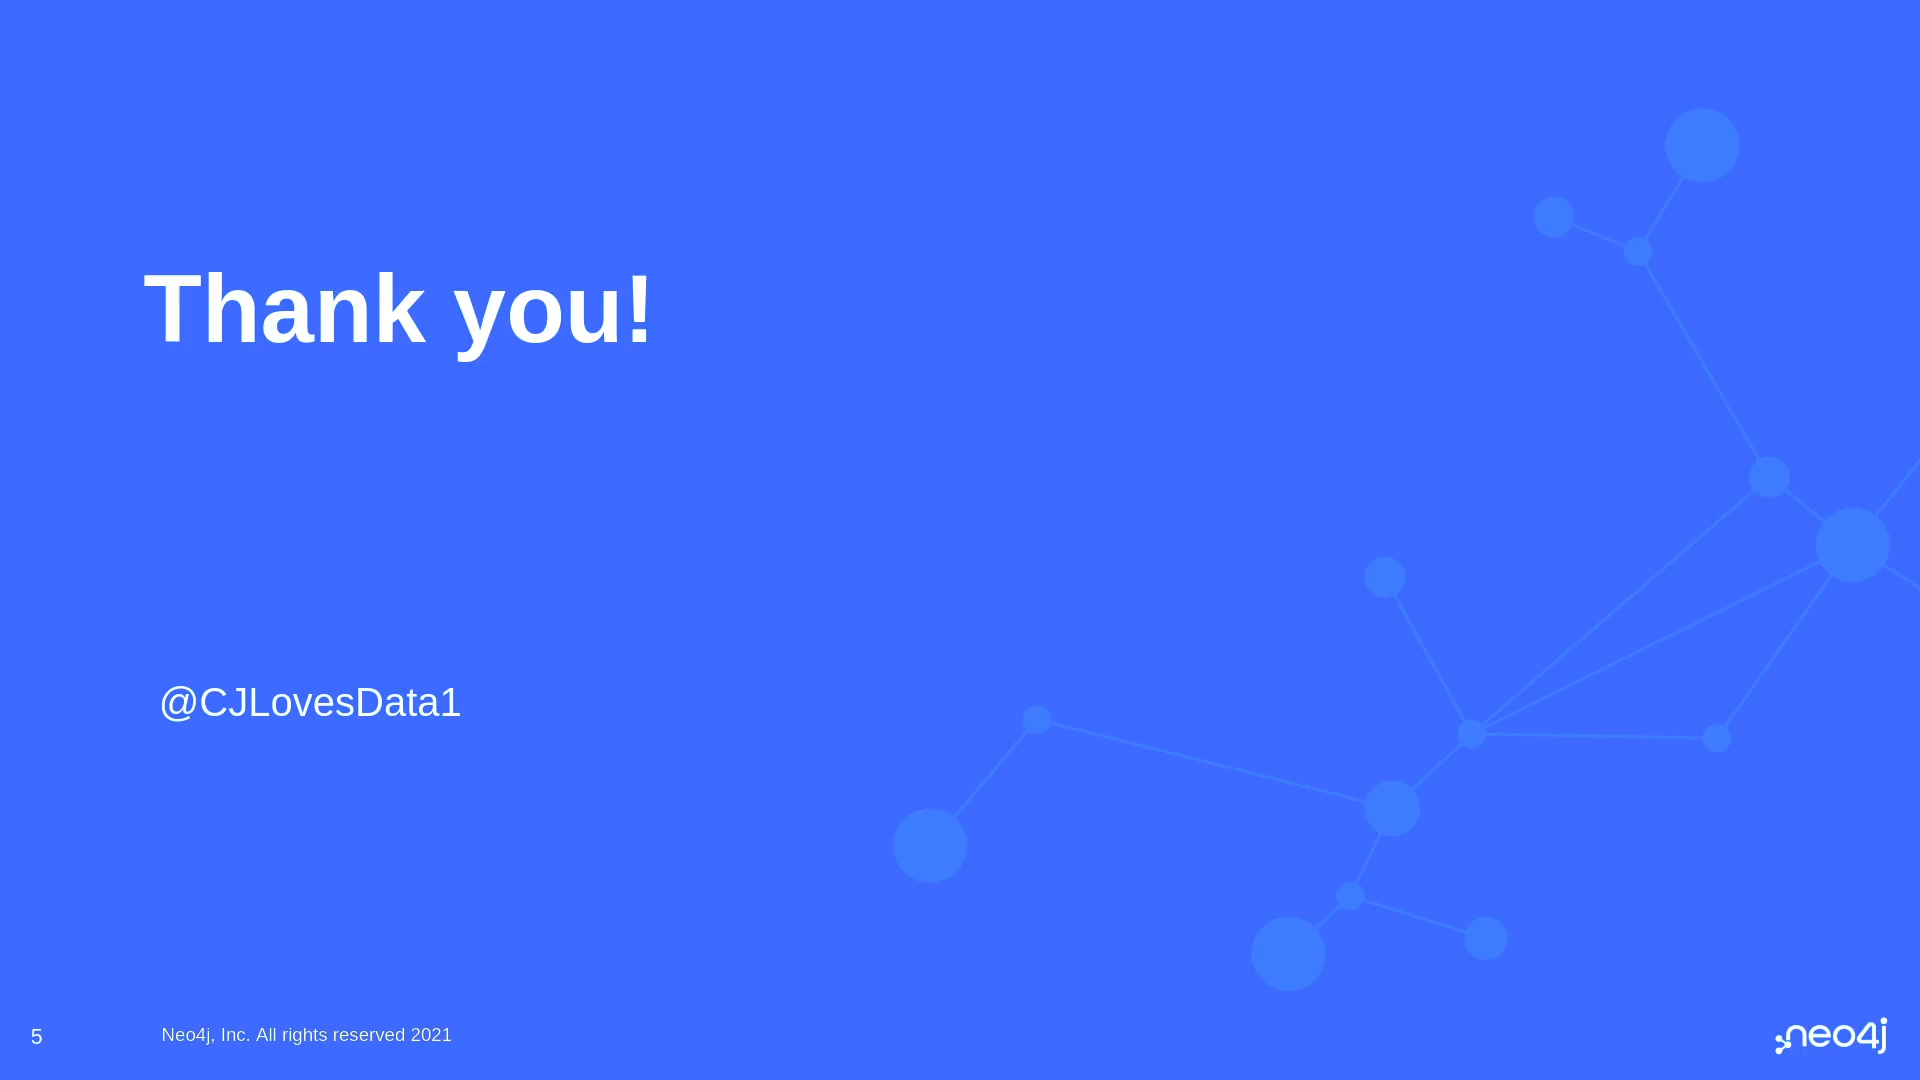 Thank you!
@CJLovesData1
5
Neo4j, Inc. All rights reserved 2021
neo4j